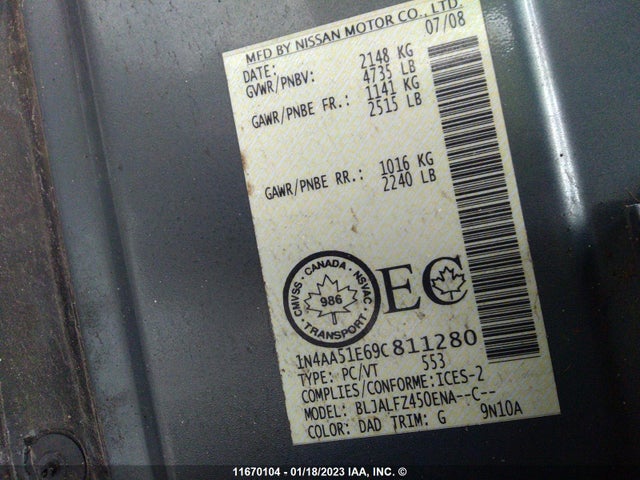 MFD BY NISSAN MOTOR CO., LTD.
DATE: 07/08
GVWR/PNBV: 2148 KG
4735 LB
GAWR/PNBE FR.: 1141 KG
2515 LB
GAWR/PNBE RR.: 1016 KG
2240 LB
CMVSS · CANADA · NSVAC
986
· TRANSPORT ·
EC
1N4AA51E69C811280
TYPE: PC/VT 553
COMPLIES/CONFORME:ICES-2
MODEL: BLJALFZ450ENA--C--
COLOR: DAD TRIM: G 9N10A
11670104 - 01/18/2023 IAA, INC. ©